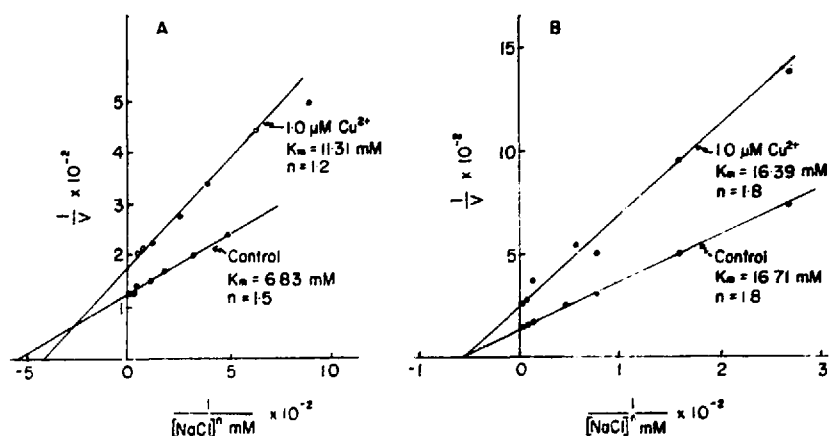 A
1/V × 10⁻²
5
4
3
2
1
1·0 μM Cu²⁺
Kₘ = 11·31 mM
n = 1·2
Control
Kₘ = 6·83 mM
n = 1·5
-5
0
5
10
1/[NaCl]ⁿ mM × 10⁻²
B
1/V × 10⁻²
15
10
5
1·0 μM Cu²⁺
Kₘ = 16·39 mM
n = 1·8
Control
Kₘ = 16·71 mM
n = 1·8
-1
0
1
2
3
1/[NaCl]ⁿ mM × 10⁻²